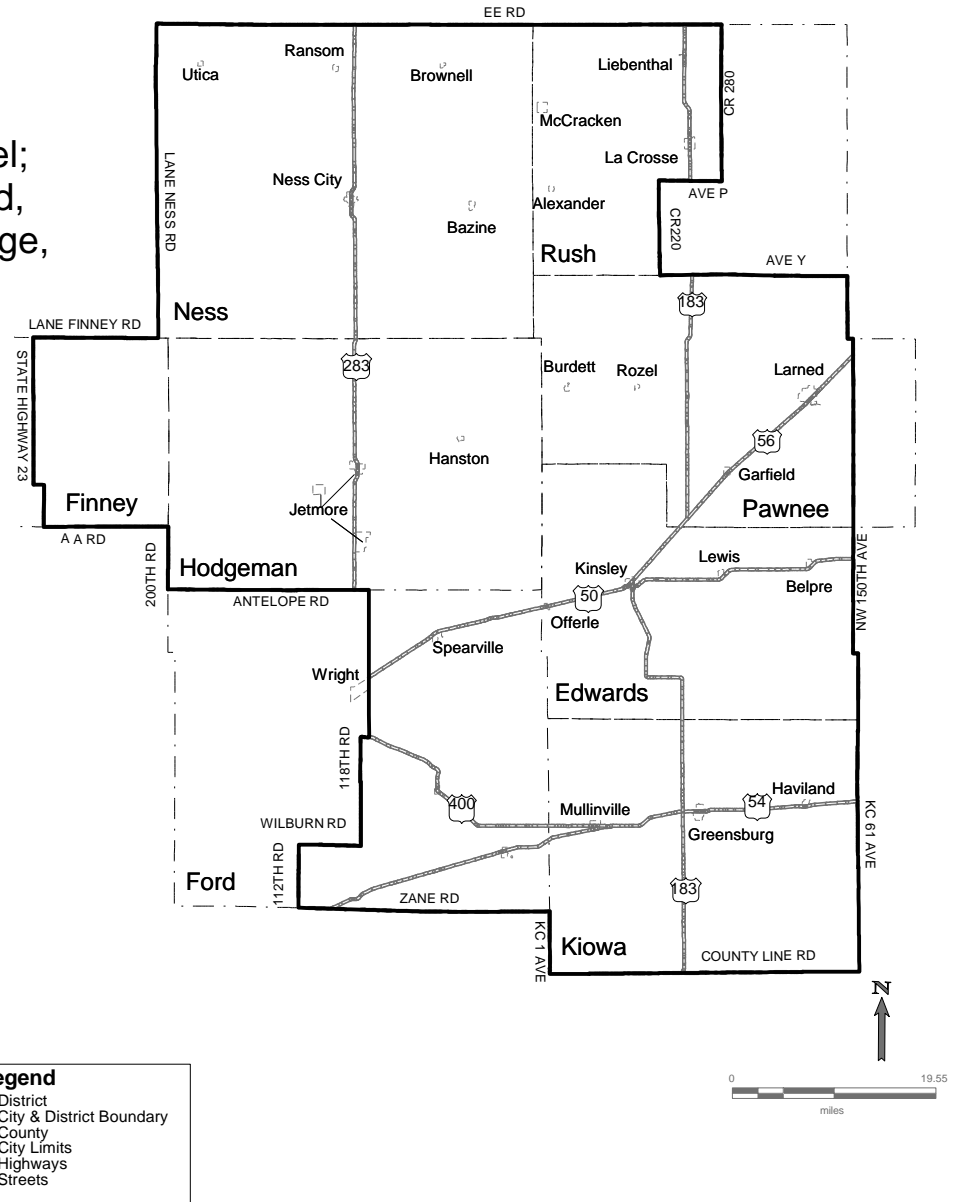 EE RD
Ransom
Utica
Brownell
Liebenthal
CR 280
McCracken
el;
La Crosse
LANE NESS RD
d,
Ness City
AVE P
Alexander
CR220
Bazine
ge,
Rush
AVE Y
Ness
183
LANE FINNEY RD
STATE HIGHWAY 23
283
Burdett
Rozel
Larned
56
Hanston
Garfield
Finney
Jetmore
Pawnee
A A RD
200TH RD
Hodgeman
Kinsley
Lewis
NW 150TH AVE
Belpre
ANTELOPE RD
50
Offerle
Spearville
Wright
Edwards
118TH RD
400
Mullinville
54
Haviland
KC 61 AVE
WILBURN RD
Greensburg
112TH RD
Ford
183
ZANE RD
KC 1 AVE
Kiowa
COUNTY LINE RD
N
0
19.55
miles
egend
District
City & District Boundary
County
City Limits
Highways
Streets